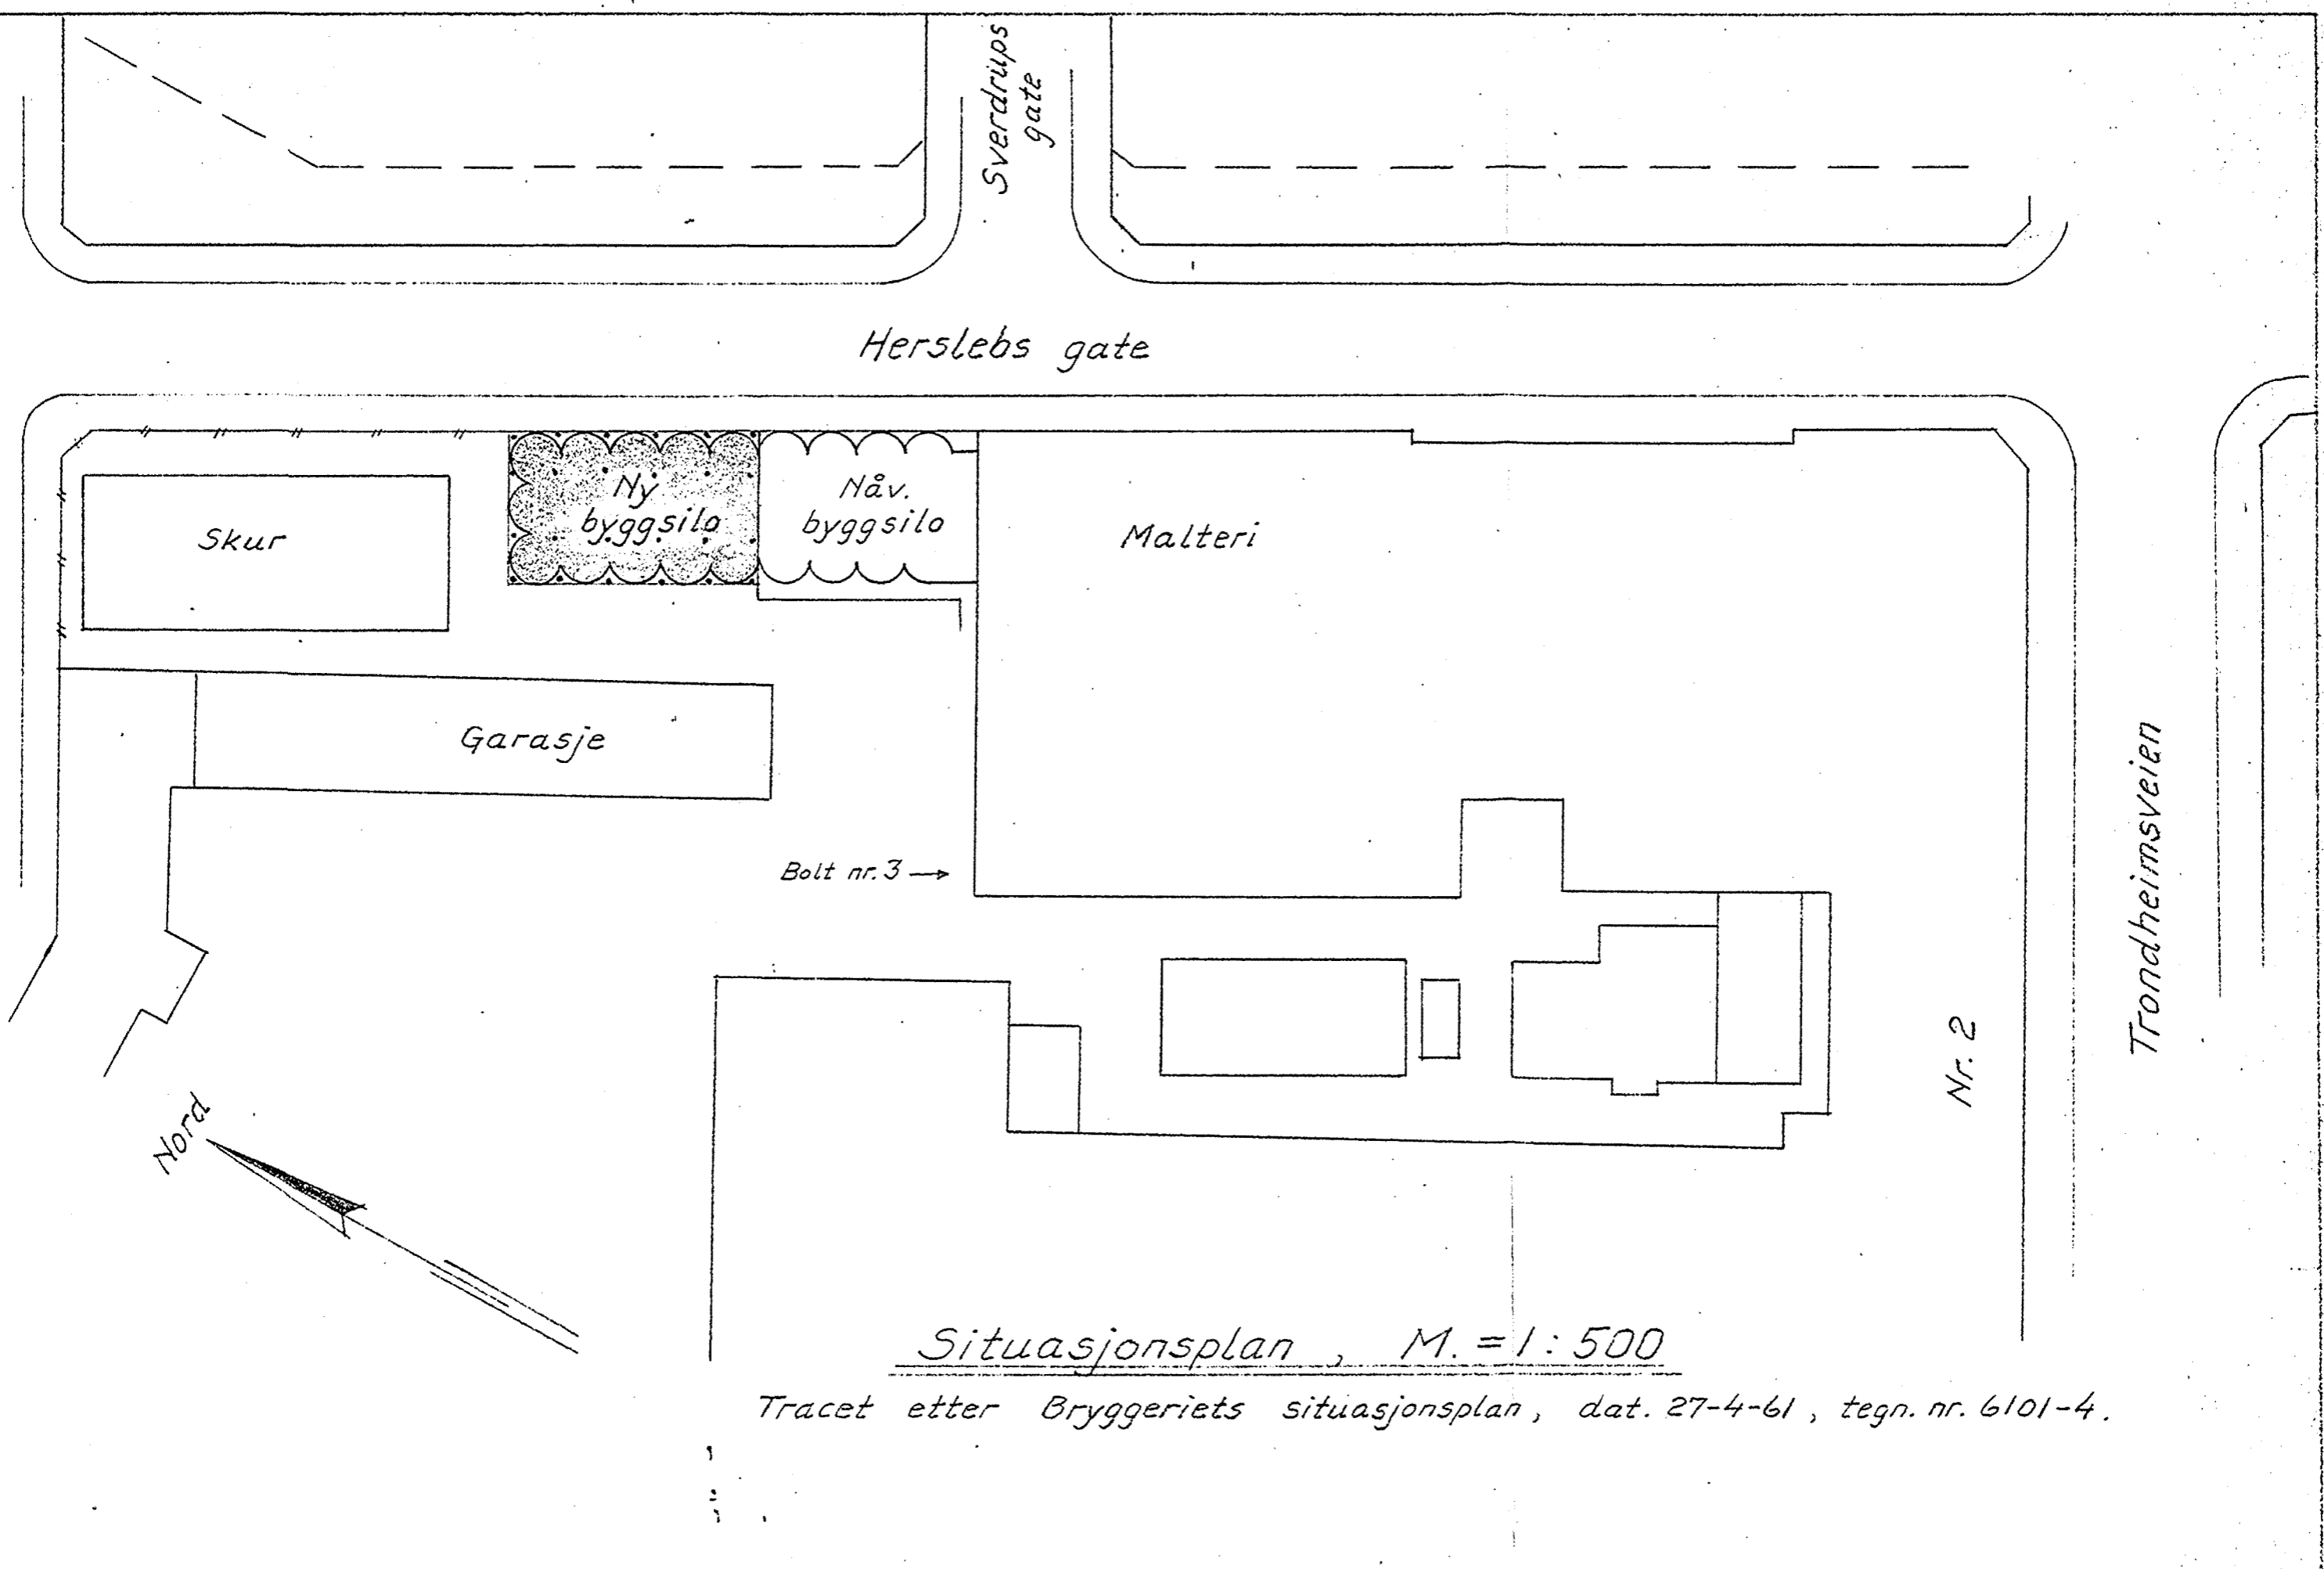 Sverdrups
gate
Herslebs gate
Ny
byggsilo
Nåv.
byggsilo
Skur
Malteri
Garasje
Bolt nr. 3
Trondheimsveien
Nr. 2
Nord
Situasjonsplan, M. = 1 : 500
Tracet etter Bryggeriets situasjonsplan, dat. 27-4-61, tegn. nr. 6101-4.